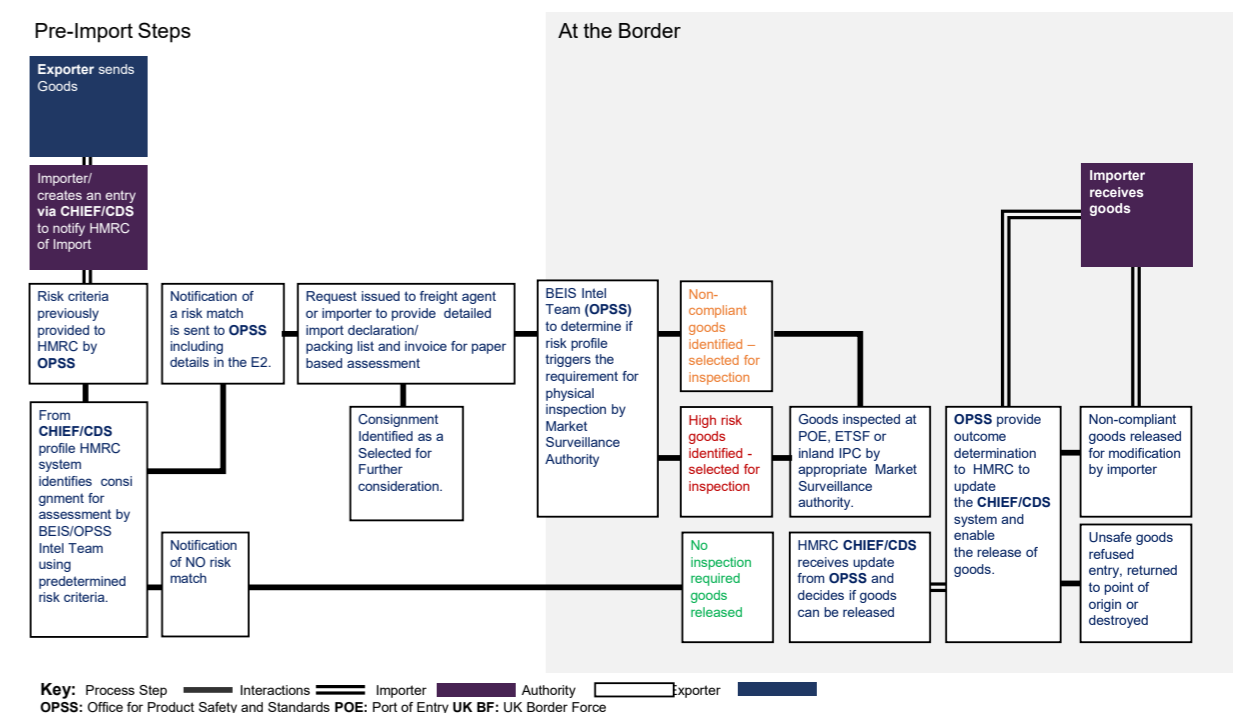 Pre-Import Steps
At the Border
Exporter sends
Goods
Importer/
creates an entry
via CHIEF/CDS
to notify HMRC
of Import
Importer
receives
goods
Risk criteria
previously
provided to
HMRC by
OPSS
Notification of
a risk match
is sent to OPSS
including
details in the E2.
Request issued to freight agent
or importer to provide detailed
import declaration/
packing list and invoice for paper
based assessment
BEIS Intel
Team (OPSS)
to determine if
risk profile
triggers the
requirement for
physical
inspection by
Market
Surveillance
Authority
Non-
compliant
goods
identified –
selected for
inspection
From
CHIEF/CDS
profile HMRC
system
identifies consi
gnment for
assessment by
BEIS/OPSS
Intel Team
using
predetermined
risk criteria.
Consignment
Identified as a
Selected for
Further
consideration.
High risk
goods
identified -
selected for
inspection
Goods inspected at
POE, ETSF or
inland IPC by
appropriate Market
Surveillance
authority.
OPSS provide
outcome
determination
to HMRC to
update
the CHIEF/CDS
system and
enable
the release of
goods.
Non-compliant
goods released
for modification
by importer
Notification
of NO risk
match
No
inspection
required
goods
released
HMRC CHIEF/CDS
receives update
from OPSS and
decides if goods
can be released
Unsafe goods
refused
entry, returned
to point of
origin or
destroyed
Key: Process Step Interactions Importer Authority Exporter
OPSS: Office for Product Safety and Standards POE: Port of Entry UK BF: UK Border Force